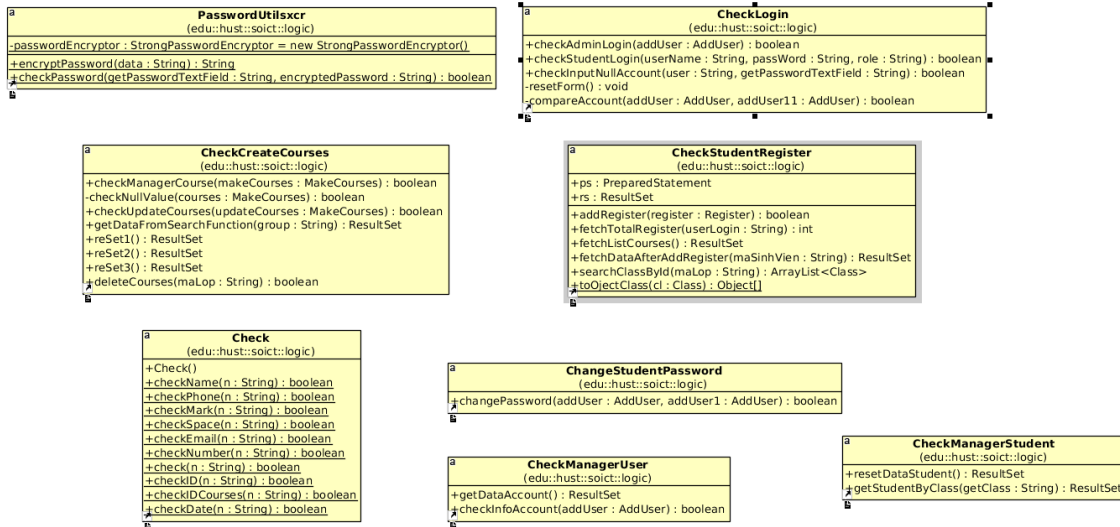 a
PasswordUtilsxcr
(edu::hust::soict::logic)
-passwordEncryptor : StrongPasswordEncryptor = new StrongPasswordEncryptor()
+encryptPassword(data : String) : String
+checkPassword(getPasswordTextField : String, encryptedPassword : String) : boolean
CheckLogin
(edu::hust::soict::logic)
+checkAdminLogin(addUser : AddUser) : boolean
+checkStudentLogin(userName : String, passWord : String, role : String) : boolean
+checkInputNullAccount(user : String, getPasswordTextField : String) : boolean
-resetForm() : void
-compareAccount(addUser : AddUser, addUser11 : AddUser) : boolean
a
CheckCreateCourses
(edu::hust::soict::logic)
+checkManagerCourse(makeCourses : MakeCourses) : boolean
-checkNullValue(courses : MakeCourses) : boolean
+checkUpdateCourses(updateCourses : MakeCourses) : boolean
+getDataFromSearchFunction(group : String) : ResultSet
+reSet1() : ResultSet
+reSet2() : ResultSet
+reSet3() : ResultSet
+deleteCourses(maLop : String) : boolean
a
CheckStudentRegister
(edu::hust::soict::logic)
+ps : PreparedStatement
+rs : ResultSet
+addRegister(register : Register) : boolean
+fetchTotalRegister(userLogin : String) : int
+fetchListCourses() : ResultSet
+fetchDataAfterAddRegister(maSinhVien : String) : ResultSet
+searchClassById(maLop : String) : ArrayList<Class>
+toOjectClass(cl : Class) : Object[]
a
Check
(edu::hust::soict::logic)
+Check()
+checkName(n : String) : boolean
+checkPhone(n : String) : boolean
+checkMark(n : String) : boolean
+checkSpace(n : String) : boolean
+checkEmail(n : String) : boolean
+checkNumber(n : String) : boolean
+check(n : String) : boolean
+checkID(n : String) : boolean
+checkIDCourses(n : String) : boolean
+checkDate(n : String) : boolean
a
ChangeStudentPassword
(edu::hust::soict::logic)
+changePassword(addUser : AddUser, addUser1 : AddUser) : boolean
a
CheckManagerUser
(edu::hust::soict::logic)
+getDataAccount() : ResultSet
+checkInfoAccount(addUser : AddUser) : boolean
a
CheckManagerStudent
(edu::hust::soict::logic)
+resetDataStudent() : ResultSet
+getStudentByClass(getClass : String) : ResultSet